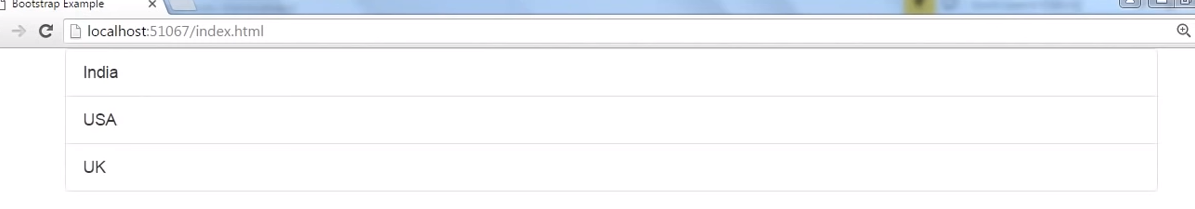 Bootstrap Example
localhost:51067/index.html
India
USA
UK